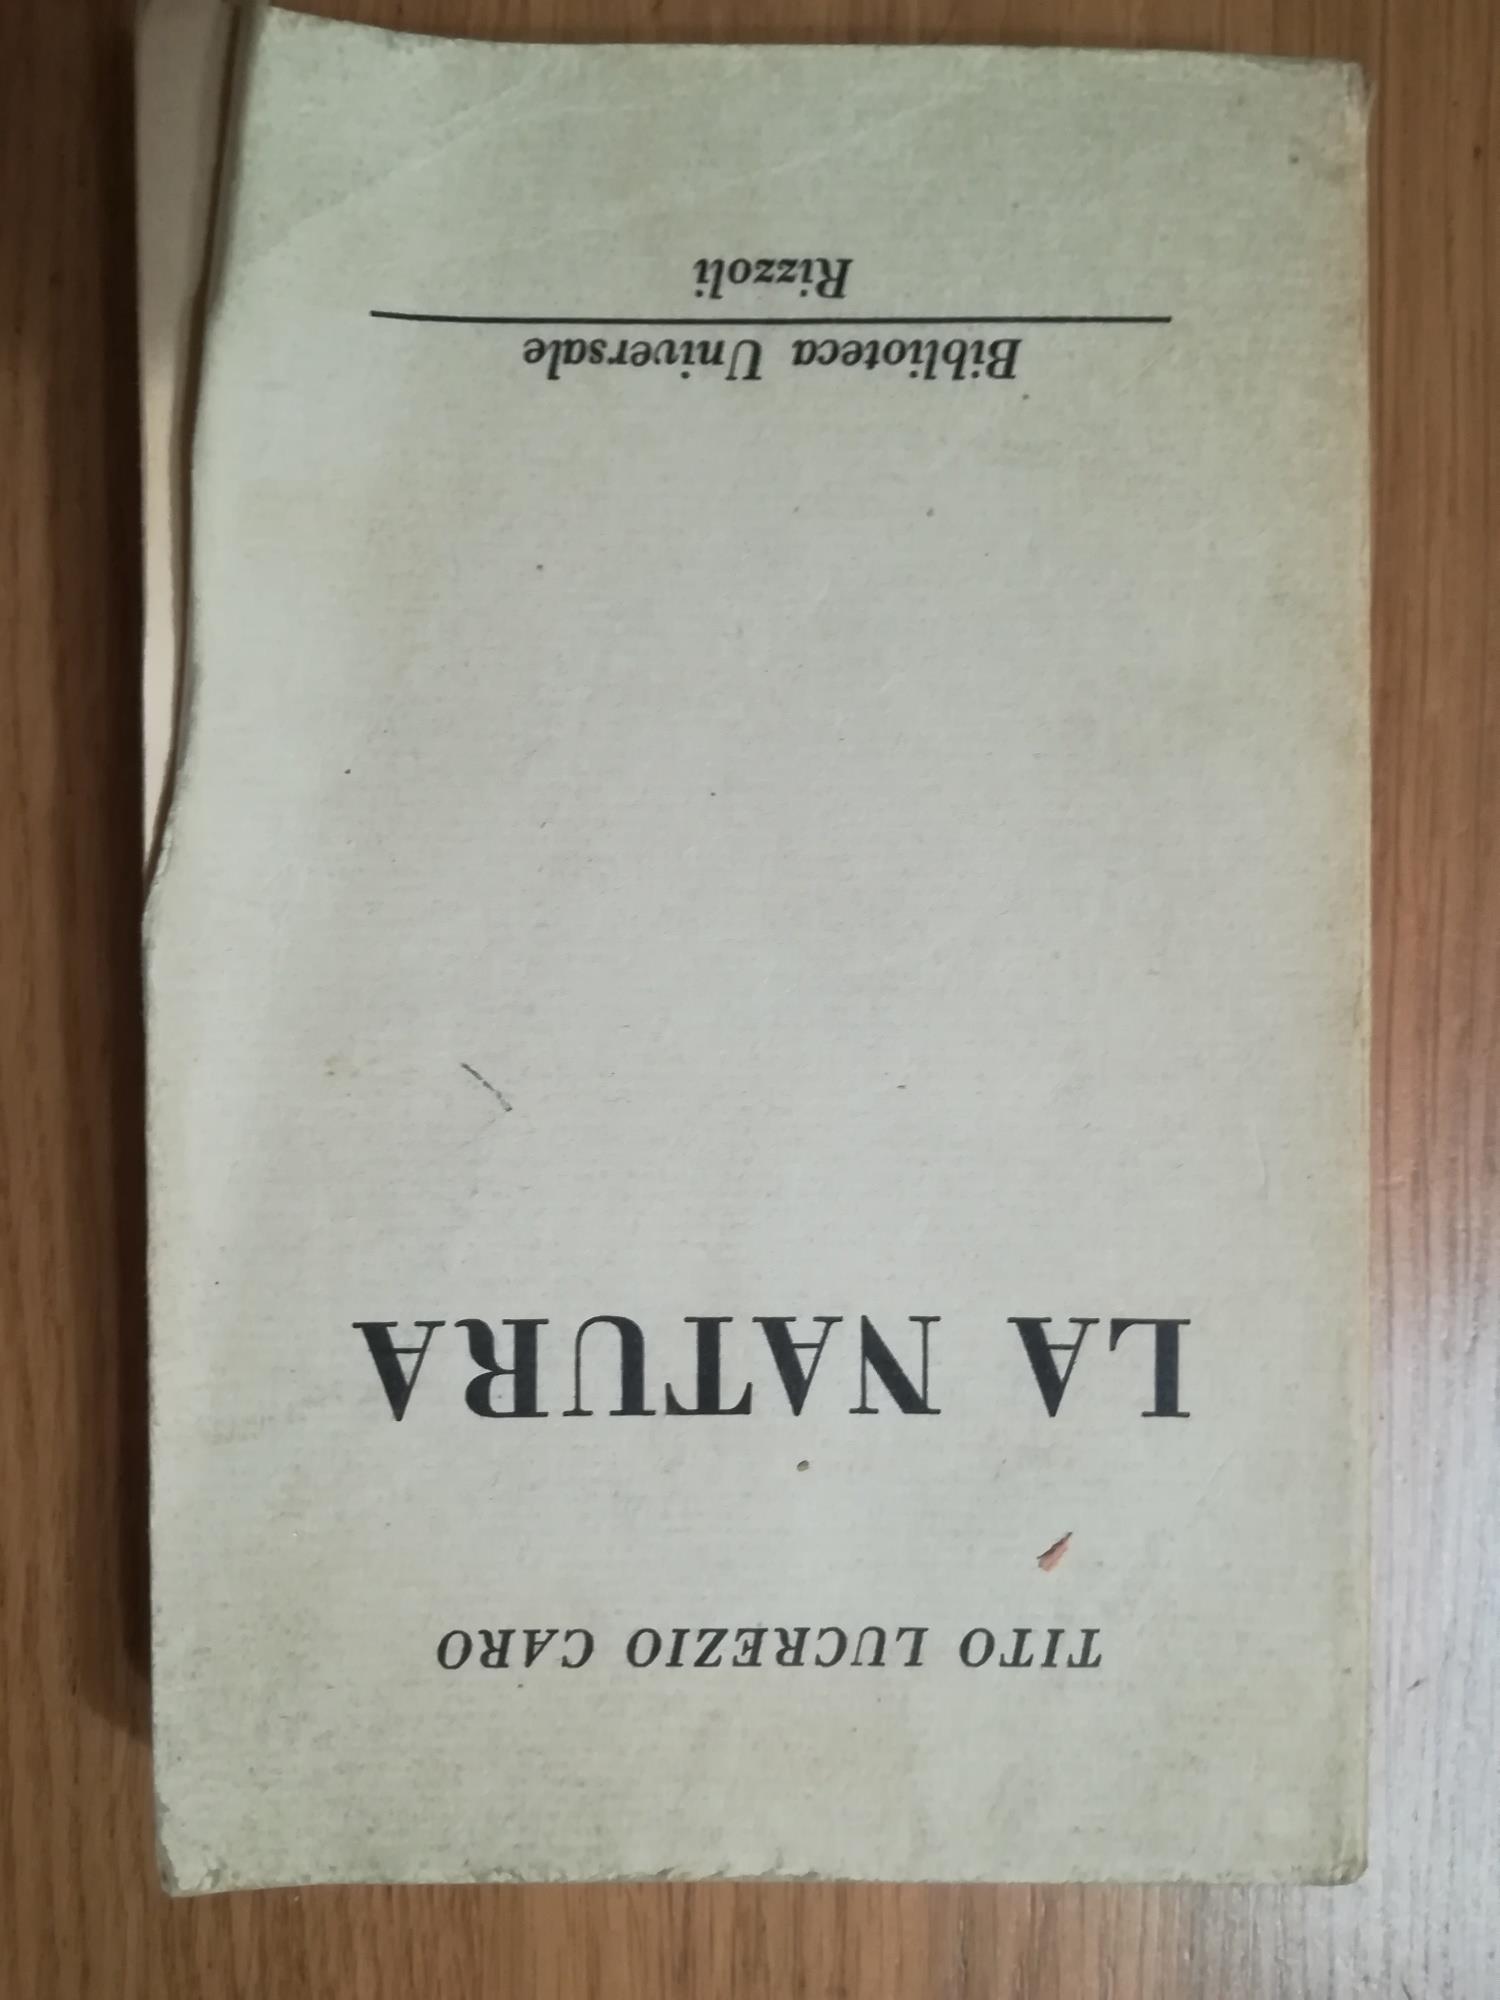 TITO LUCREZIO CARO
LA NATURA
Biblioteca Universale
Rizzoli